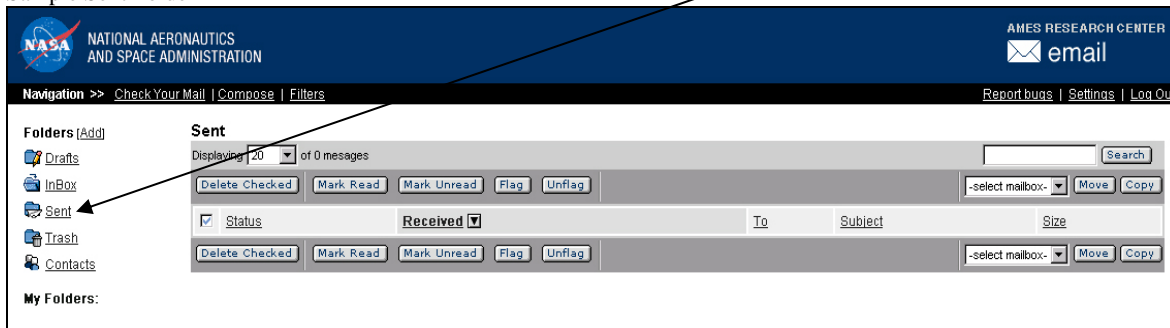 NASA
NATIONAL AERONAUTICS
AND SPACE ADMINISTRATION
AMES RESEARCH CENTER
email
Navigation >> Check Your Mail | Compose | Filters
Report bugs | Settings | Log Ou
Folders [Add]
Drafts
InBox
Sent
Trash
Contacts
My Folders:
Sent
Displaying 20 of 0 mesages
Search
Delete Checked Mark Read Mark Unread Flag Unflag -select mailbox- Move Copy
Status Received To Subject Size
Delete Checked Mark Read Mark Unread Flag Unflag -select mailbox- Move Copy